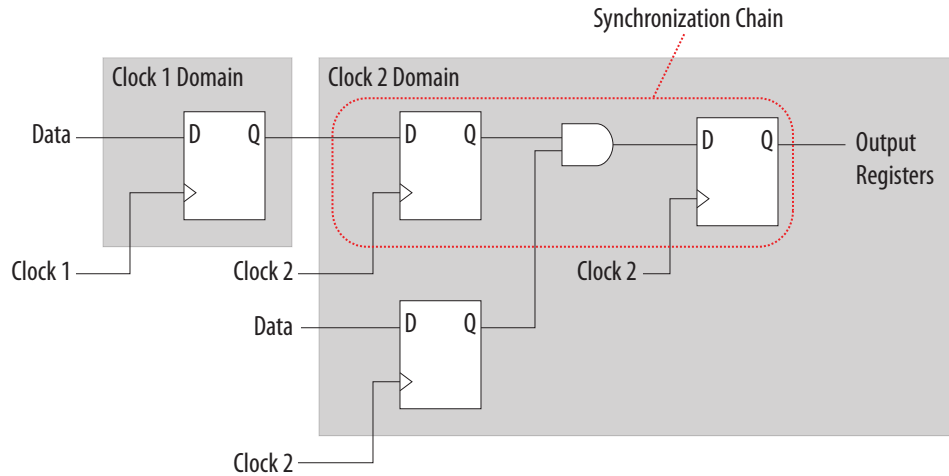 Synchronization Chain
Clock 1 Domain
Clock 2 Domain
Data
D
Q
D
Q
D
Q
Output
Registers
Clock 1
Clock 2
Clock 2
Data
D
Q
Clock 2